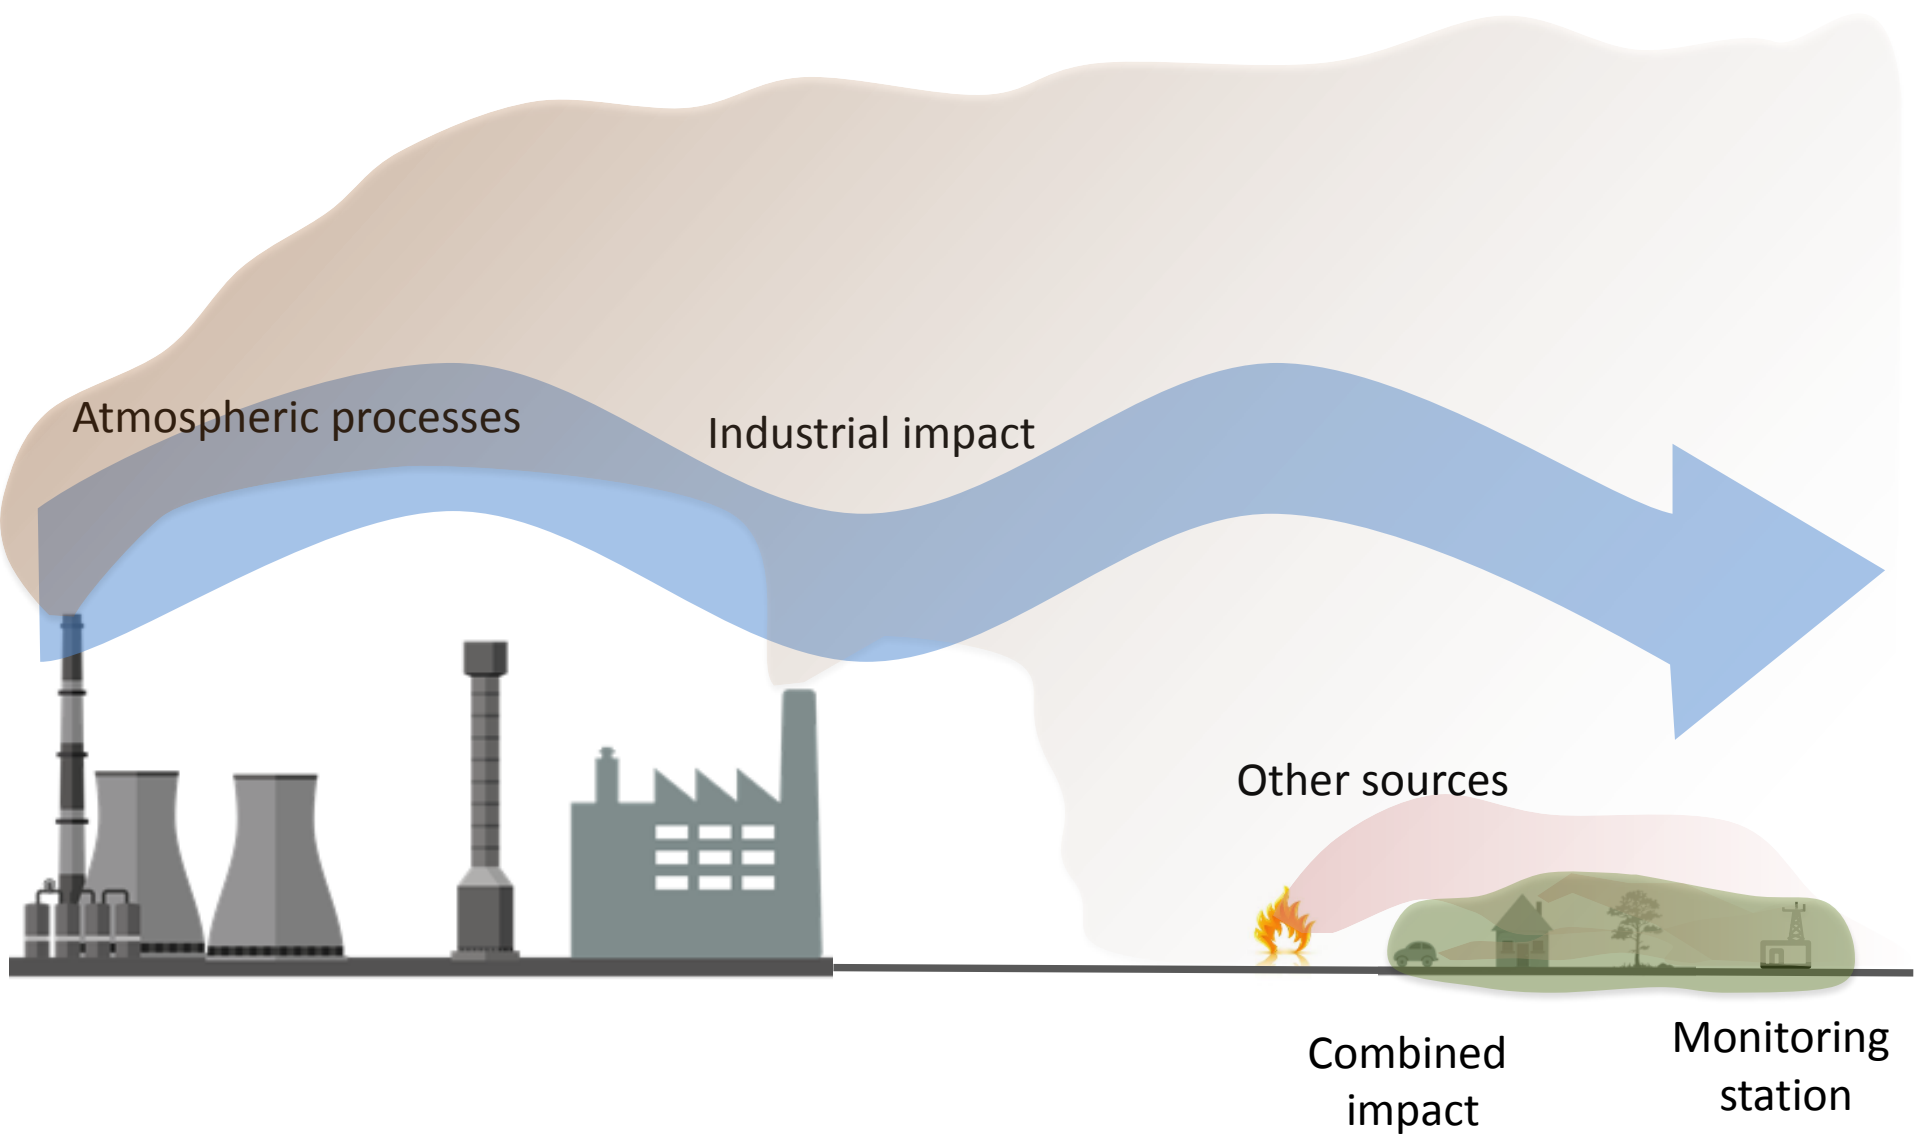 Atmospheric processes
Industrial impact
Other sources
Combined
impact
Monitoring
station